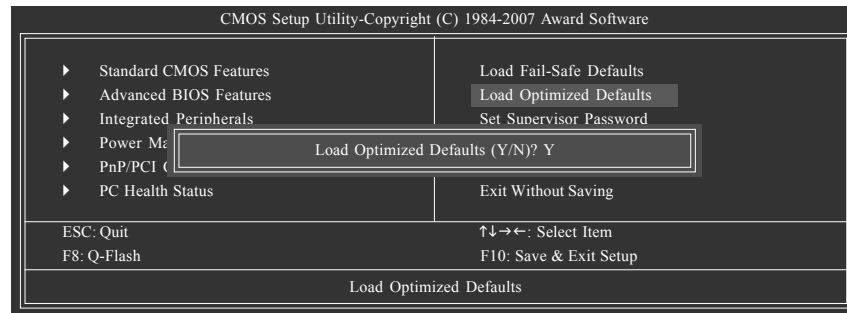 CMOS Setup Utility-Copyright (C) 1984-2007 Award Software
Standard CMOS Features
Advanced BIOS Features
Integrated Peripherals
Power Ma
PnP/PCI
PC Health Status
Load Fail-Safe Defaults
Load Optimized Defaults
Set Supervisor Password
Exit Without Saving
Load Optimized Defaults (Y/N)? Y
ESC: Quit
F8: Q-Flash
↑↓→←: Select Item
F10: Save & Exit Setup
Load Optimized Defaults